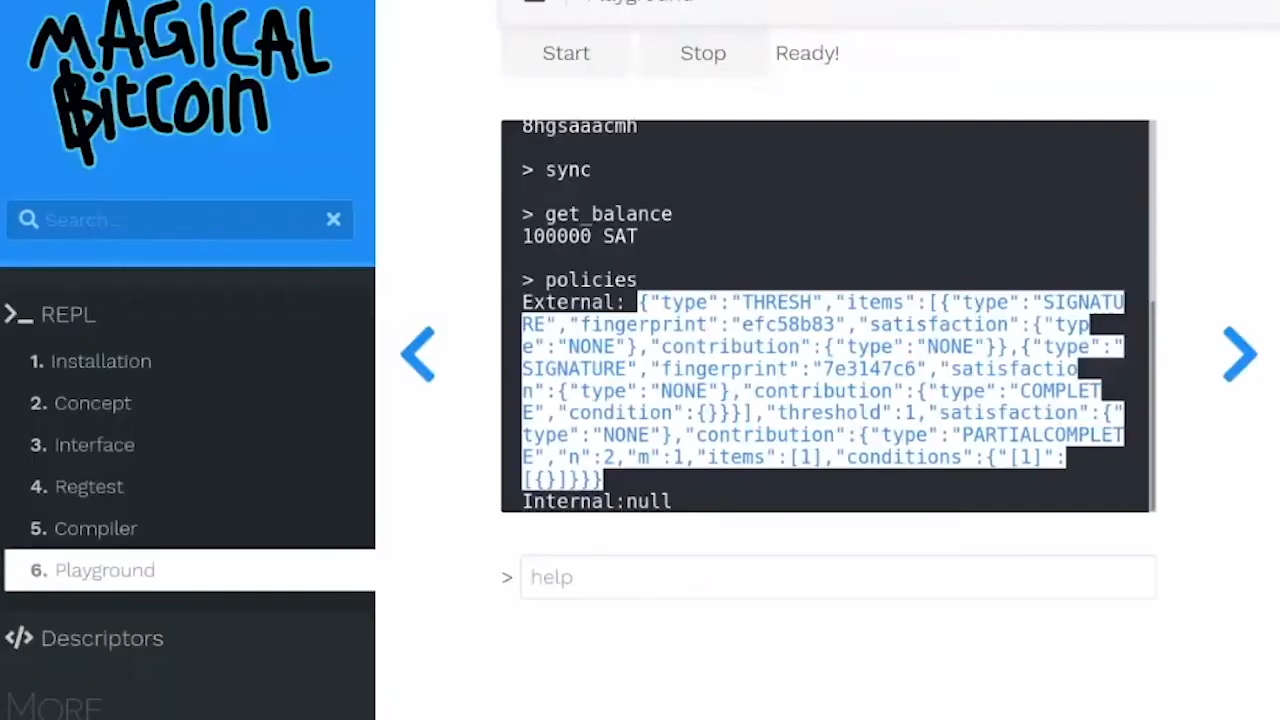 MAGICAL
Bitcoin
Search...
REPL
1. Installation
2. Concept
3. Interface
4. Regtest
5. Compiler
6. Playground
Descriptors
MORE
Playground
Start Stop Ready!
8hgsaaacmh
> sync
> get_balance
100000 SAT
> policies
External: {"type":"THRESH","items":[{"type":"SIGNATU
RE","fingerprint":"efc58b83","satisfaction":{"typ
e":"NONE"},"contribution":{"type":"NONE"}},{"type":"
SIGNATURE","fingerprint":"7e3147c6","satisfactio
n":{"type":"NONE"},"contribution":{"type":"COMPLET
E","condition":{}}}],"threshold":1,"satisfaction":{"
type":"NONE"},"contribution":{"type":"PARTIALCOMPLET
E","n":2,"m":1,"items":[1],"conditions":{"[1]":
[{}]}}}
Internal:null
> help